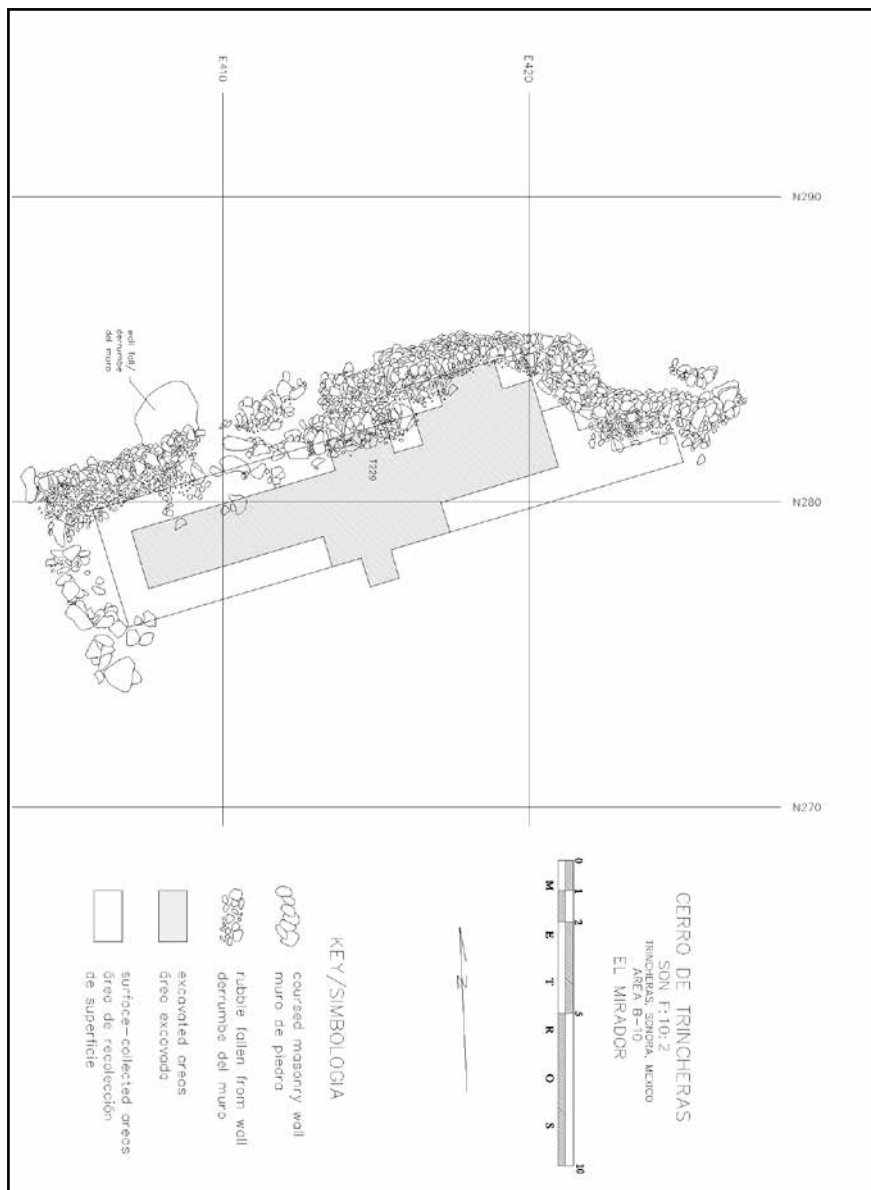 E410
E420
N290
N280
N270
wall fall/
derrumbe
del muro
T229
CERRO DE TRINCHERAS
SON F:10:2
TRINCHERAS, SONORA, MEXICO
AREA B-10
EL MIRADOR
0 1 2 5 10
M E T R O S
N
KEY/SIMBOLOGIA
coursed masonry wall
muro de piedra
rubble fallen from wall
derrumbe del muro
excavated areas
área excavada
surface-collected areas
área de recolección
de superficie